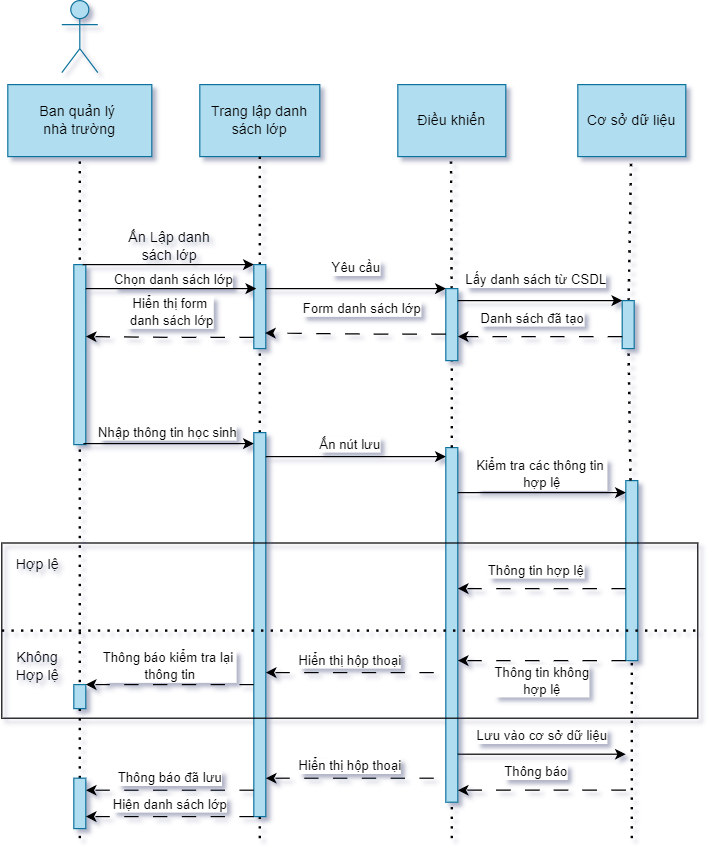 Ban quản lý
nhà trường
Trang lập danh
sách lớp
Điều khiển
Cơ sở dữ liệu
Ấn Lập danh
sách lớp
Chọn danh sách lớp
Yêu cầu
Lấy danh sách từ CSDL
Hiển thị form
danh sách lớp
Form danh sách lớp
Danh sách đã tạo
Nhập thông tin học sinh
Ấn nút lưu
Kiểm tra các thông tin
hợp lệ
Hợp lệ
Thông tin hợp lệ
Không
Hợp lệ
Thông báo kiểm tra lại
thông tin
Hiển thị hộp thoại
Thông tin không
hợp lệ
Lưu vào cơ sở dữ liệu
Thông báo đã lưu
Hiển thị hộp thoại
Thông báo
Hiện danh sách lớp